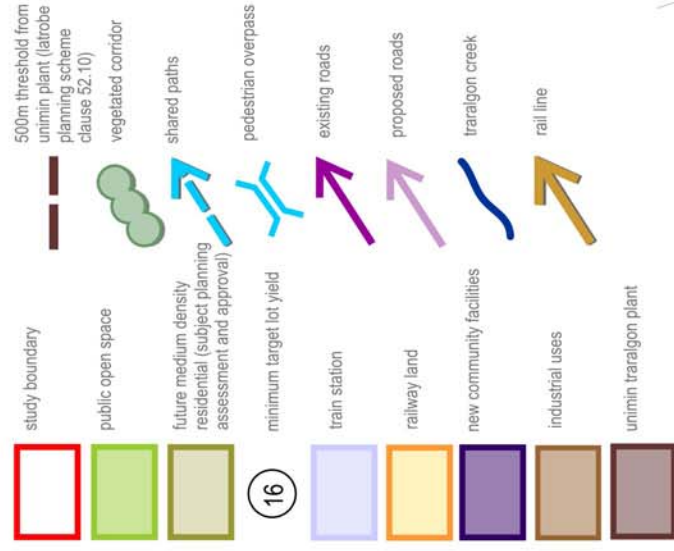 study boundary
public open space
future medium density
residential (subject planning
assessment and approval)
16
minimum target lot yield
train station
railway land
new community facilities
industrial uses
unimin traralgon plant
500m threshold from
unimin plant (latrobe
planning scheme
clause 52.10)
vegetated corridor
shared paths
pedestrian overpass
existing roads
proposed roads
traralgon creek
rail line